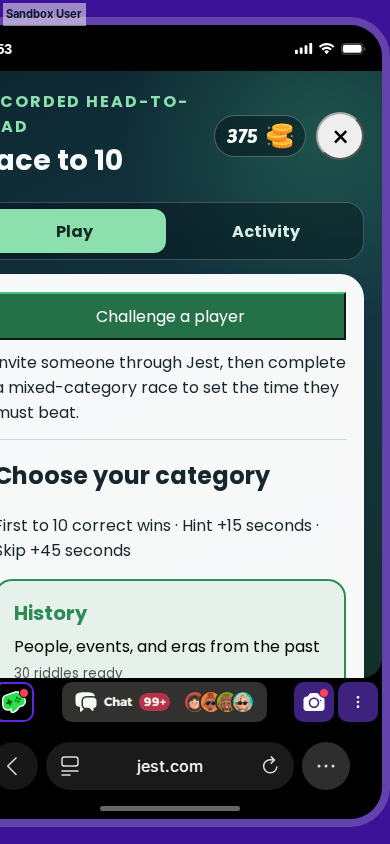 Sandbox User
53
CORDED HEAD-TO-
AD
ace to 10
375
Play
Activity
Challenge a player
nvite someone through Jest, then complete
a mixed-category race to set the time they
must beat.
Choose your category
First to 10 correct wins · Hint +15 seconds ·
Skip +45 seconds
History
People, events, and eras from the past
30 riddles ready
Chat 99+
jest.com